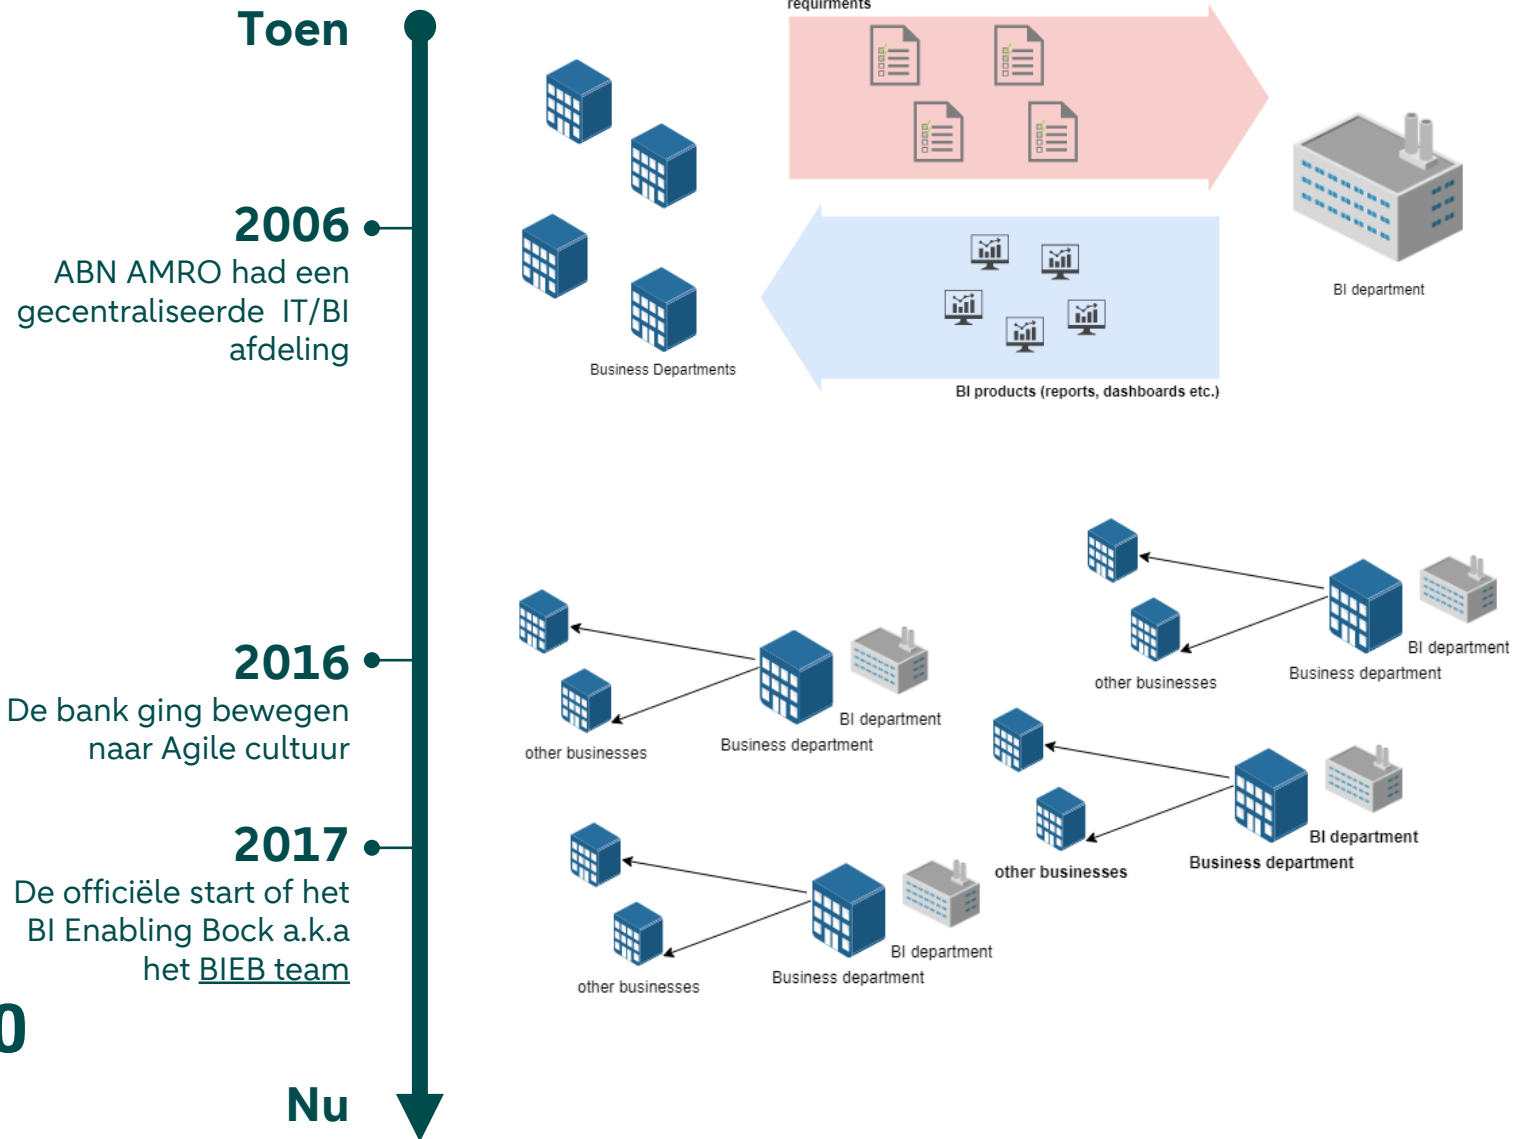 Toen
2006
ABN AMRO had een
gecentraliseerde IT/BI
afdeling
2016
De bank ging bewegen
naar Agile cultuur
2017
De officiële start of het
BI Enabling Bock a.k.a
het BIEB team
0
Nu
requirments
BI department
Business Departments
BI products (reports, dashboards etc.)
BI department
Business department
other businesses
BI department
Business department
other businesses
BI department
Business department
other businesses
BI department
Business department
other businesses